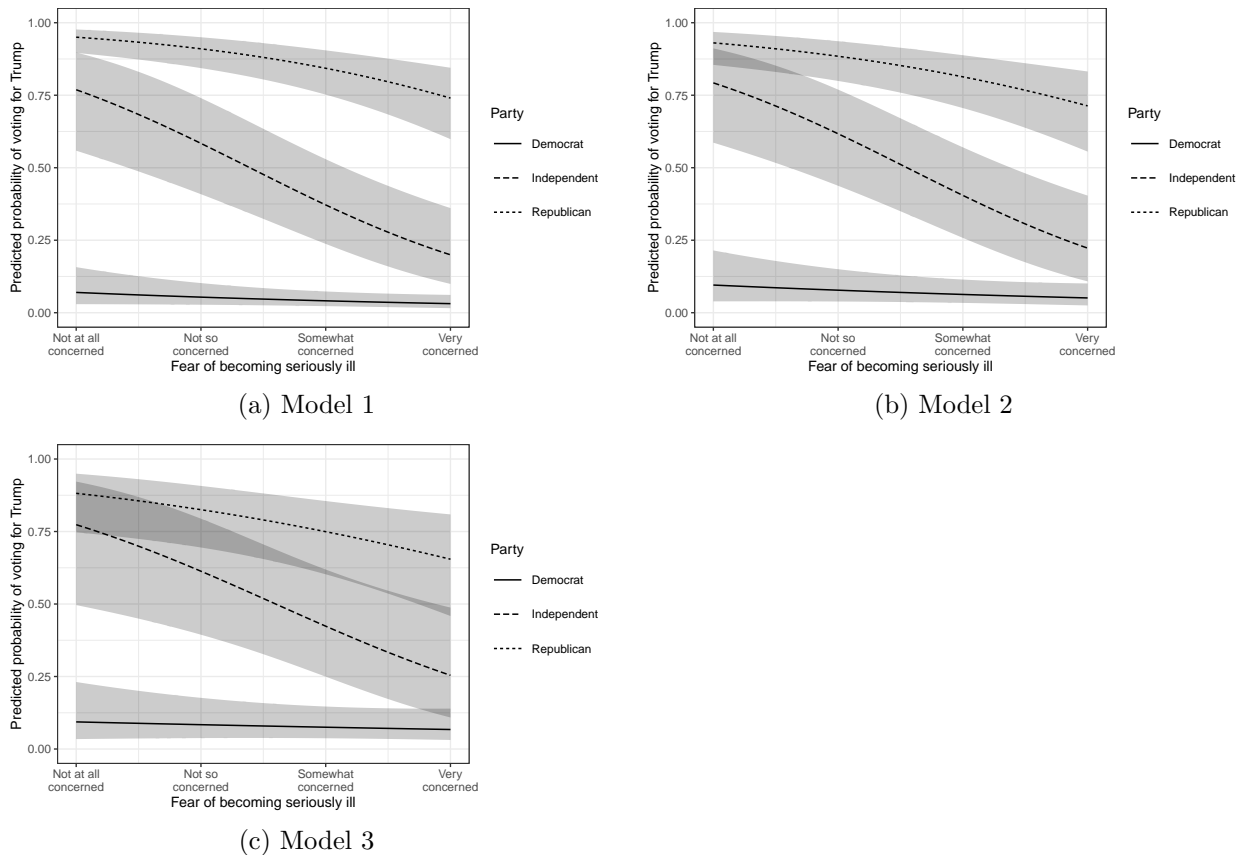 Predicted probability of voting for Trump
1.00
0.75
0.50
0.25
0.00
Not at all
concerned
Not so
concerned
Somewhat
concerned
Very
concerned
Fear of becoming seriously ill
Party
Democrat
Independent
Republican
(a) Model 1
Predicted probability of voting for Trump
1.00
0.75
0.50
0.25
0.00
Not at all
concerned
Not so
concerned
Somewhat
concerned
Very
concerned
Fear of becoming seriously ill
Party
Democrat
Independent
Republican
(b) Model 2
Predicted probability of voting for Trump
1.00
0.75
0.50
0.25
0.00
Not at all
concerned
Not so
concerned
Somewhat
concerned
Very
concerned
Fear of becoming seriously ill
Party
Democrat
Independent
Republican
(c) Model 3